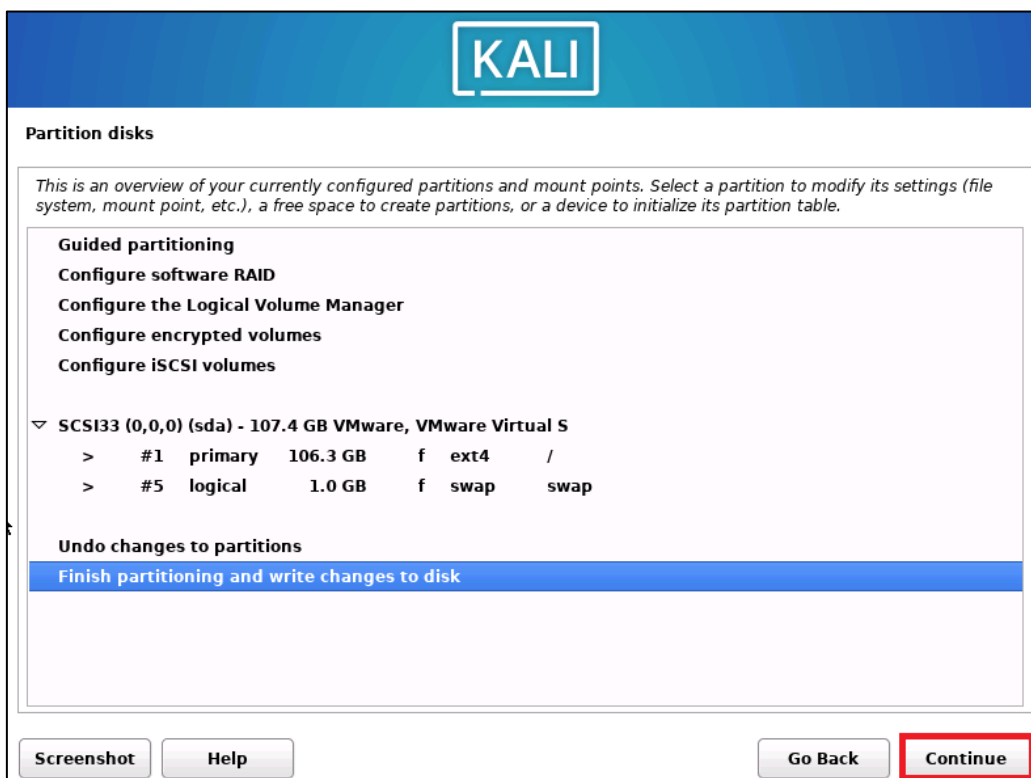 KALI
Partition disks
This is an overview of your currently configured partitions and mount points. Select a partition to modify its settings (file
system, mount point, etc.), a free space to create partitions, or a device to initialize its partition table.
Guided partitioning
Configure software RAID
Configure the Logical Volume Manager
Configure encrypted volumes
Configure iSCSI volumes
SCSI33 (0,0,0) (sda) - 107.4 GB VMware, VMware Virtual S
> #1 primary 106.3 GB f ext4 /
> #5 logical 1.0 GB f swap swap
Undo changes to partitions
Finish partitioning and write changes to disk
Screenshot Help Go Back Continue